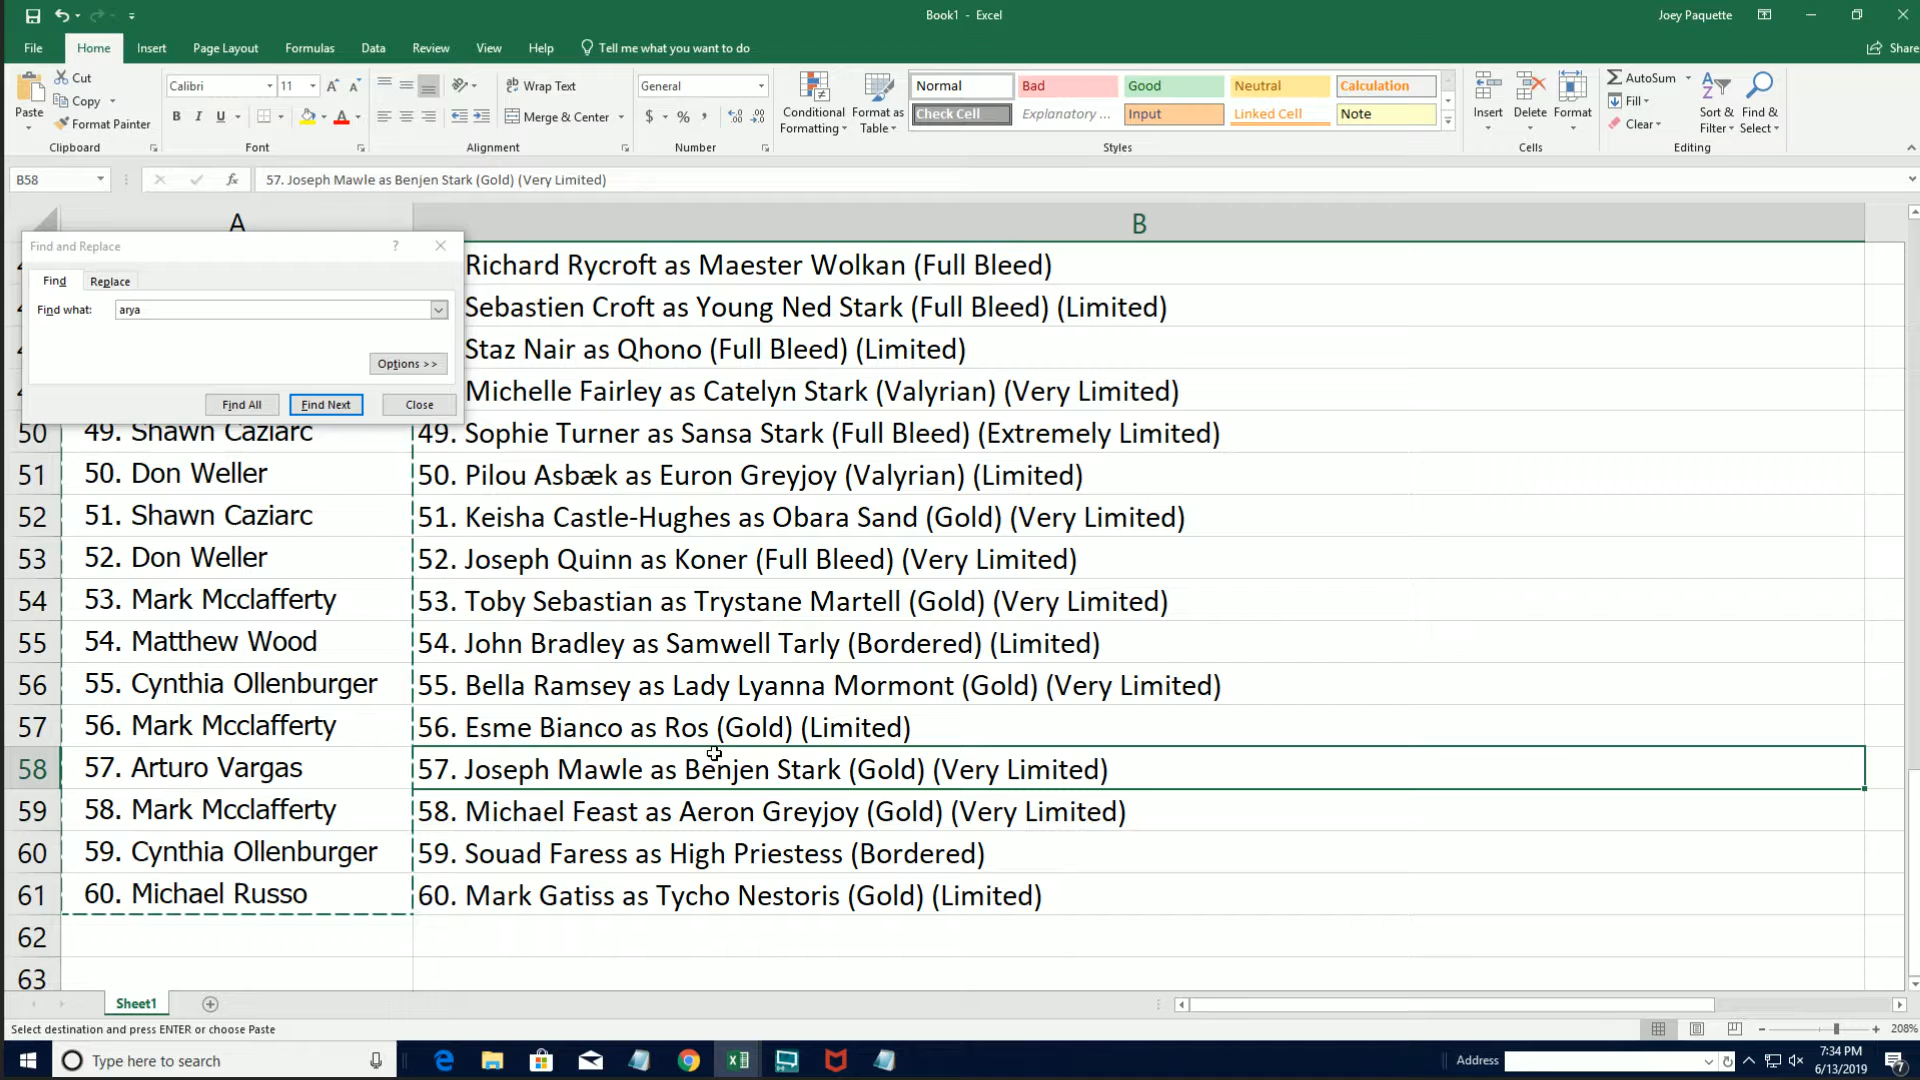 Book1 - Excel
Joey Paquette
File Home Insert Page Layout Formulas Data Review View Help Tell me what you want to do Share
Paste
Cut
Copy
Format Painter
Calibri 11
B I U A
Wrap Text
Merge & Center
General
$ % ,
Conditional Formatting
Format as Table
Normal Bad Good Neutral Calculation
Check Cell Explanatory ... Input Linked Cell Note
Insert Delete Format
AutoSum
Fill
Clear
Sort & Filter
Find & Select
Clipboard Font Alignment Number Styles Cells Editing
B58 fx 57. Joseph Mawle as Benjen Stark (Gold) (Very Limited)
A B
Find and Replace ?
Find Replace
Find what: arya
Options >>
Find All Find Next Close
Richard Rycroft as Maester Wolkan (Full Bleed)
Sebastien Croft as Young Ned Stark (Full Bleed) (Limited)
Staz Nair as Qhono (Full Bleed) (Limited)
Michelle Fairley as Catelyn Stark (Valyrian) (Very Limited)
50 49. Shawn Caziarc 49. Sophie Turner as Sansa Stark (Full Bleed) (Extremely Limited)
51 50. Don Weller 50. Pilou Asbæk as Euron Greyjoy (Valyrian) (Limited)
52 51. Shawn Caziarc 51. Keisha Castle-Hughes as Obara Sand (Gold) (Very Limited)
53 52. Don Weller 52. Joseph Quinn as Koner (Full Bleed) (Very Limited)
54 53. Mark Mcclafferty 53. Toby Sebastian as Trystane Martell (Gold) (Very Limited)
55 54. Matthew Wood 54. John Bradley as Samwell Tarly (Bordered) (Limited)
56 55. Cynthia Ollenburger 55. Bella Ramsey as Lady Lyanna Mormont (Gold) (Very Limited)
57 56. Mark Mcclafferty 56. Esme Bianco as Ros (Gold) (Limited)
58 57. Arturo Vargas 57. Joseph Mawle as Benjen Stark (Gold) (Very Limited)
59 58. Mark Mcclafferty 58. Michael Feast as Aeron Greyjoy (Gold) (Very Limited)
60 59. Cynthia Ollenburger 59. Souad Faress as High Priestess (Bordered)
61 60. Michael Russo 60. Mark Gatiss as Tycho Nestoris (Gold) (Limited)
62
63
Sheet1
Select destination and press ENTER or choose Paste
208%
Type here to search
Address
7:34 PM
6/13/2019
7